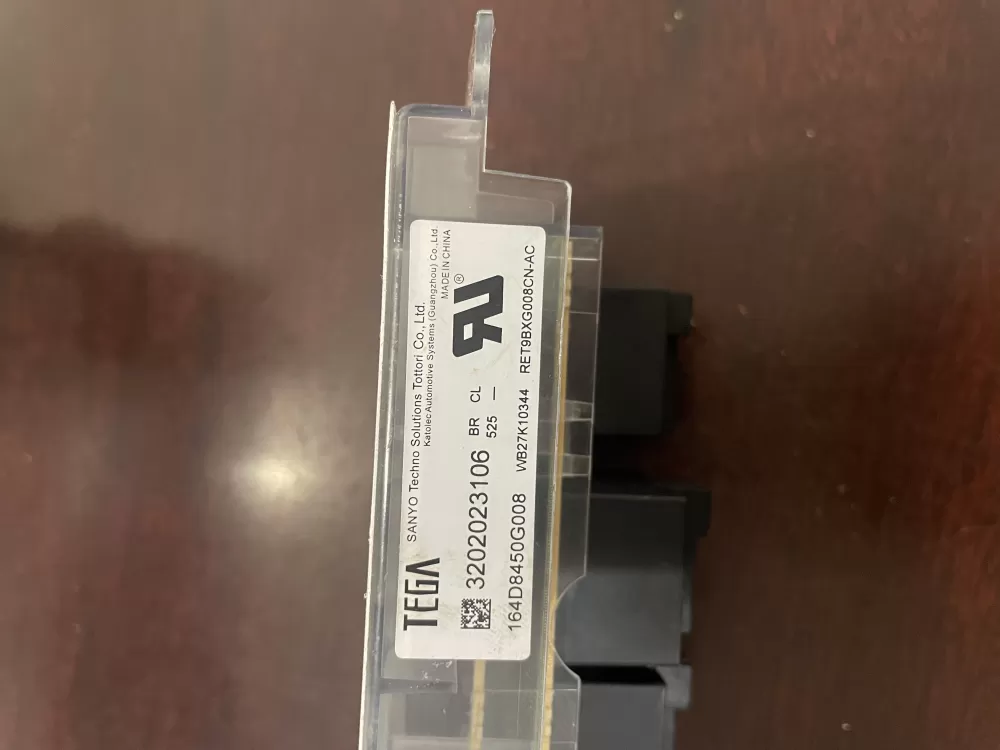 TEGA
SANYO Techno Solutions Tottori Co., Ltd.
Katolec Automotive Systems (Guangzhou) Co.,Ltd.
MADE IN CHINA
3202023106 BR CL
525 —
RU®
164D8450G008 WB27K10344 RET9BXG008CN-AC